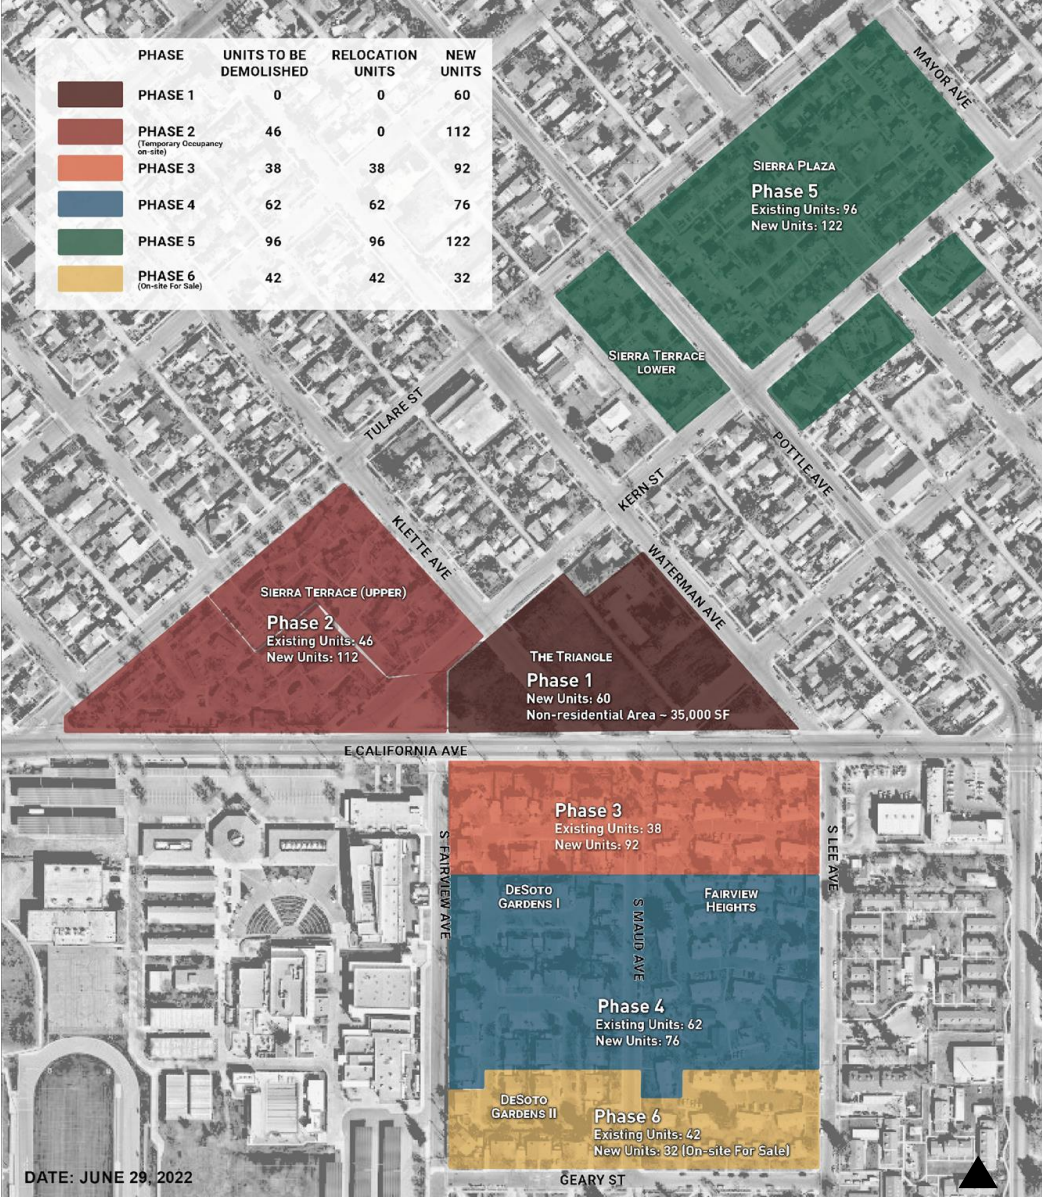 PHASE UNITS TO BE DEMOLISHED RELOCATION UNITS NEW UNITS
PHASE 1 0 0 60
PHASE 2 46 0 112
(Temporary Occupancy
on-site)
PHASE 3 38 38 92
PHASE 4 62 62 76
PHASE 5 96 96 122
PHASE 6 42 42 32
(On-site For Sale)
MAYOR AVE
SIERRA PLAZA
Phase 5
Existing Units: 96
New Units: 122
SIERRA TERRACE
LOWER
TULARE ST
POTTLE AVE
KERN ST
KLETTE AVE
WATERMAN AVE
SIERRA TERRACE (UPPER)
Phase 2
Existing Units: 46
New Units: 112
THE TRIANGLE
Phase 1
New Units: 60
Non-residential Area ~ 35,000 SF
E CALIFORNIA AVE
Phase 3
Existing Units: 38
New Units: 92
S FAIRVIEW AVE
S LEE AVE
DESOTO
GARDENS I
FAIRVIEW
HEIGHTS
S MAUD AVE
Phase 4
Existing Units: 62
New Units: 76
DESOTO
GARDENS II
Phase 6
Existing Units: 42
New Units: 32 (On-site For Sale)
DATE: JUNE 29, 2022
GEARY ST